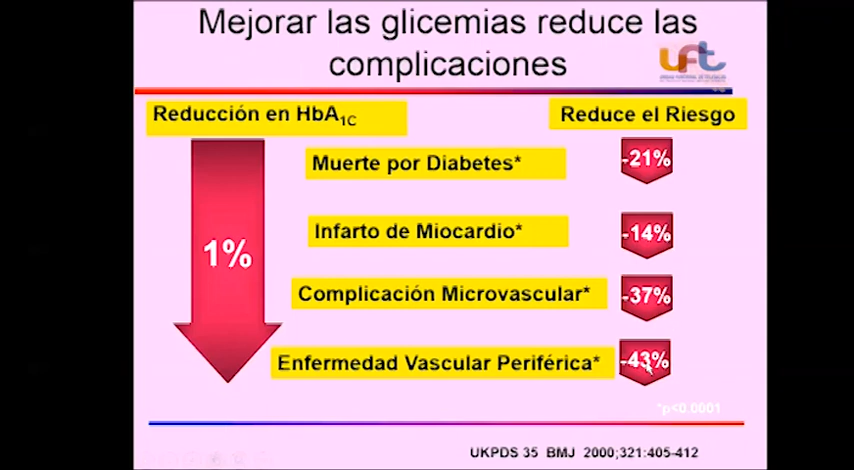 Mejorar las glicemias reduce las
complicaciones
uft
Reducción en HbA1C
Reduce el Riesgo
Muerte por Diabetes*
-21%
Infarto de Miocardio*
-14%
1%
Complicación Microvascular*
-37%
Enfermedad Vascular Periférica*
-43%
*p<0.0001
UKPDS 35 BMJ 2000;321:405-412